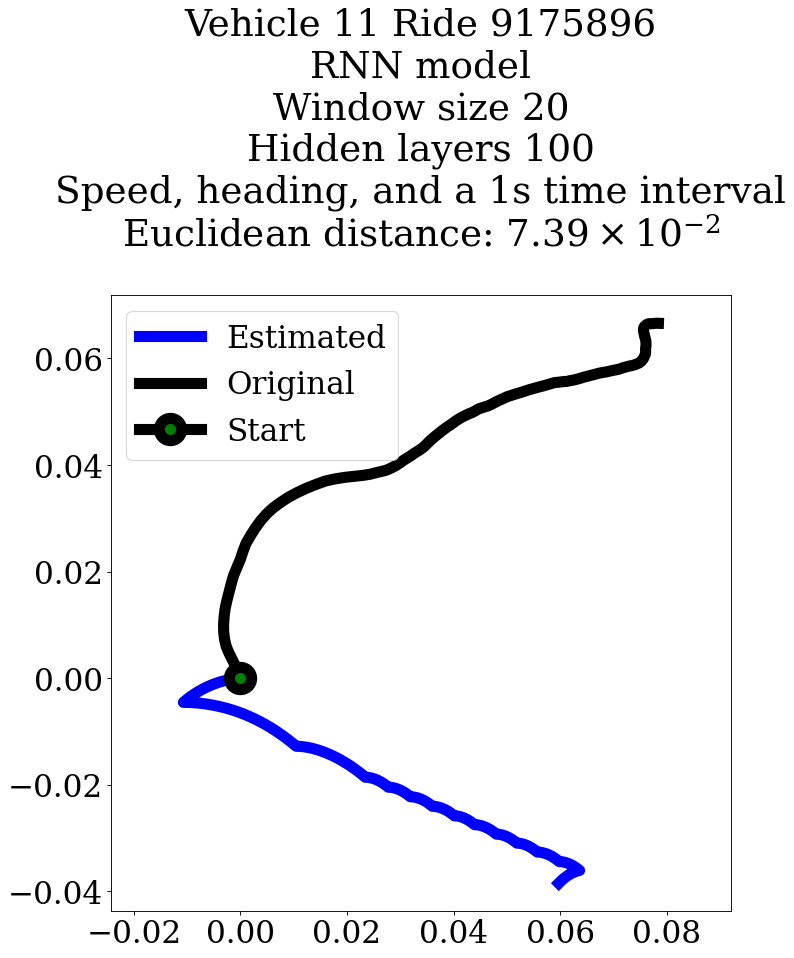 Vehicle 11 Ride 9175896
RNN model
Window size 20
Hidden layers 100
Speed, heading, and a 1s time interval
Euclidean distance: 7.39 × 10⁻²
Estimated
Original
Start
0.06
0.04
0.02
0.00
−0.02
−0.04
−0.02 0.00 0.02 0.04 0.06 0.08